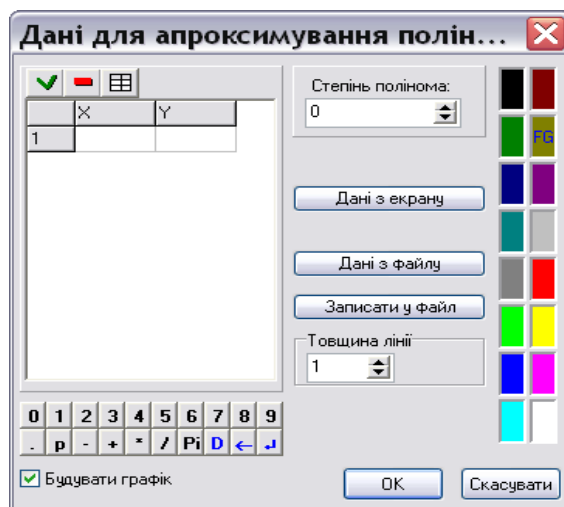 Дані для апроксимування полін...
Степінь полінома:
0
X Y
1
FG
Дані з екрану
Дані з файлу
Записати у файл
Товщина лінії
1
0 1 2 3 4 5 6 7 8 9
. p - + * / Pi D ← ↲
Будувати графік
OK
Скасувати